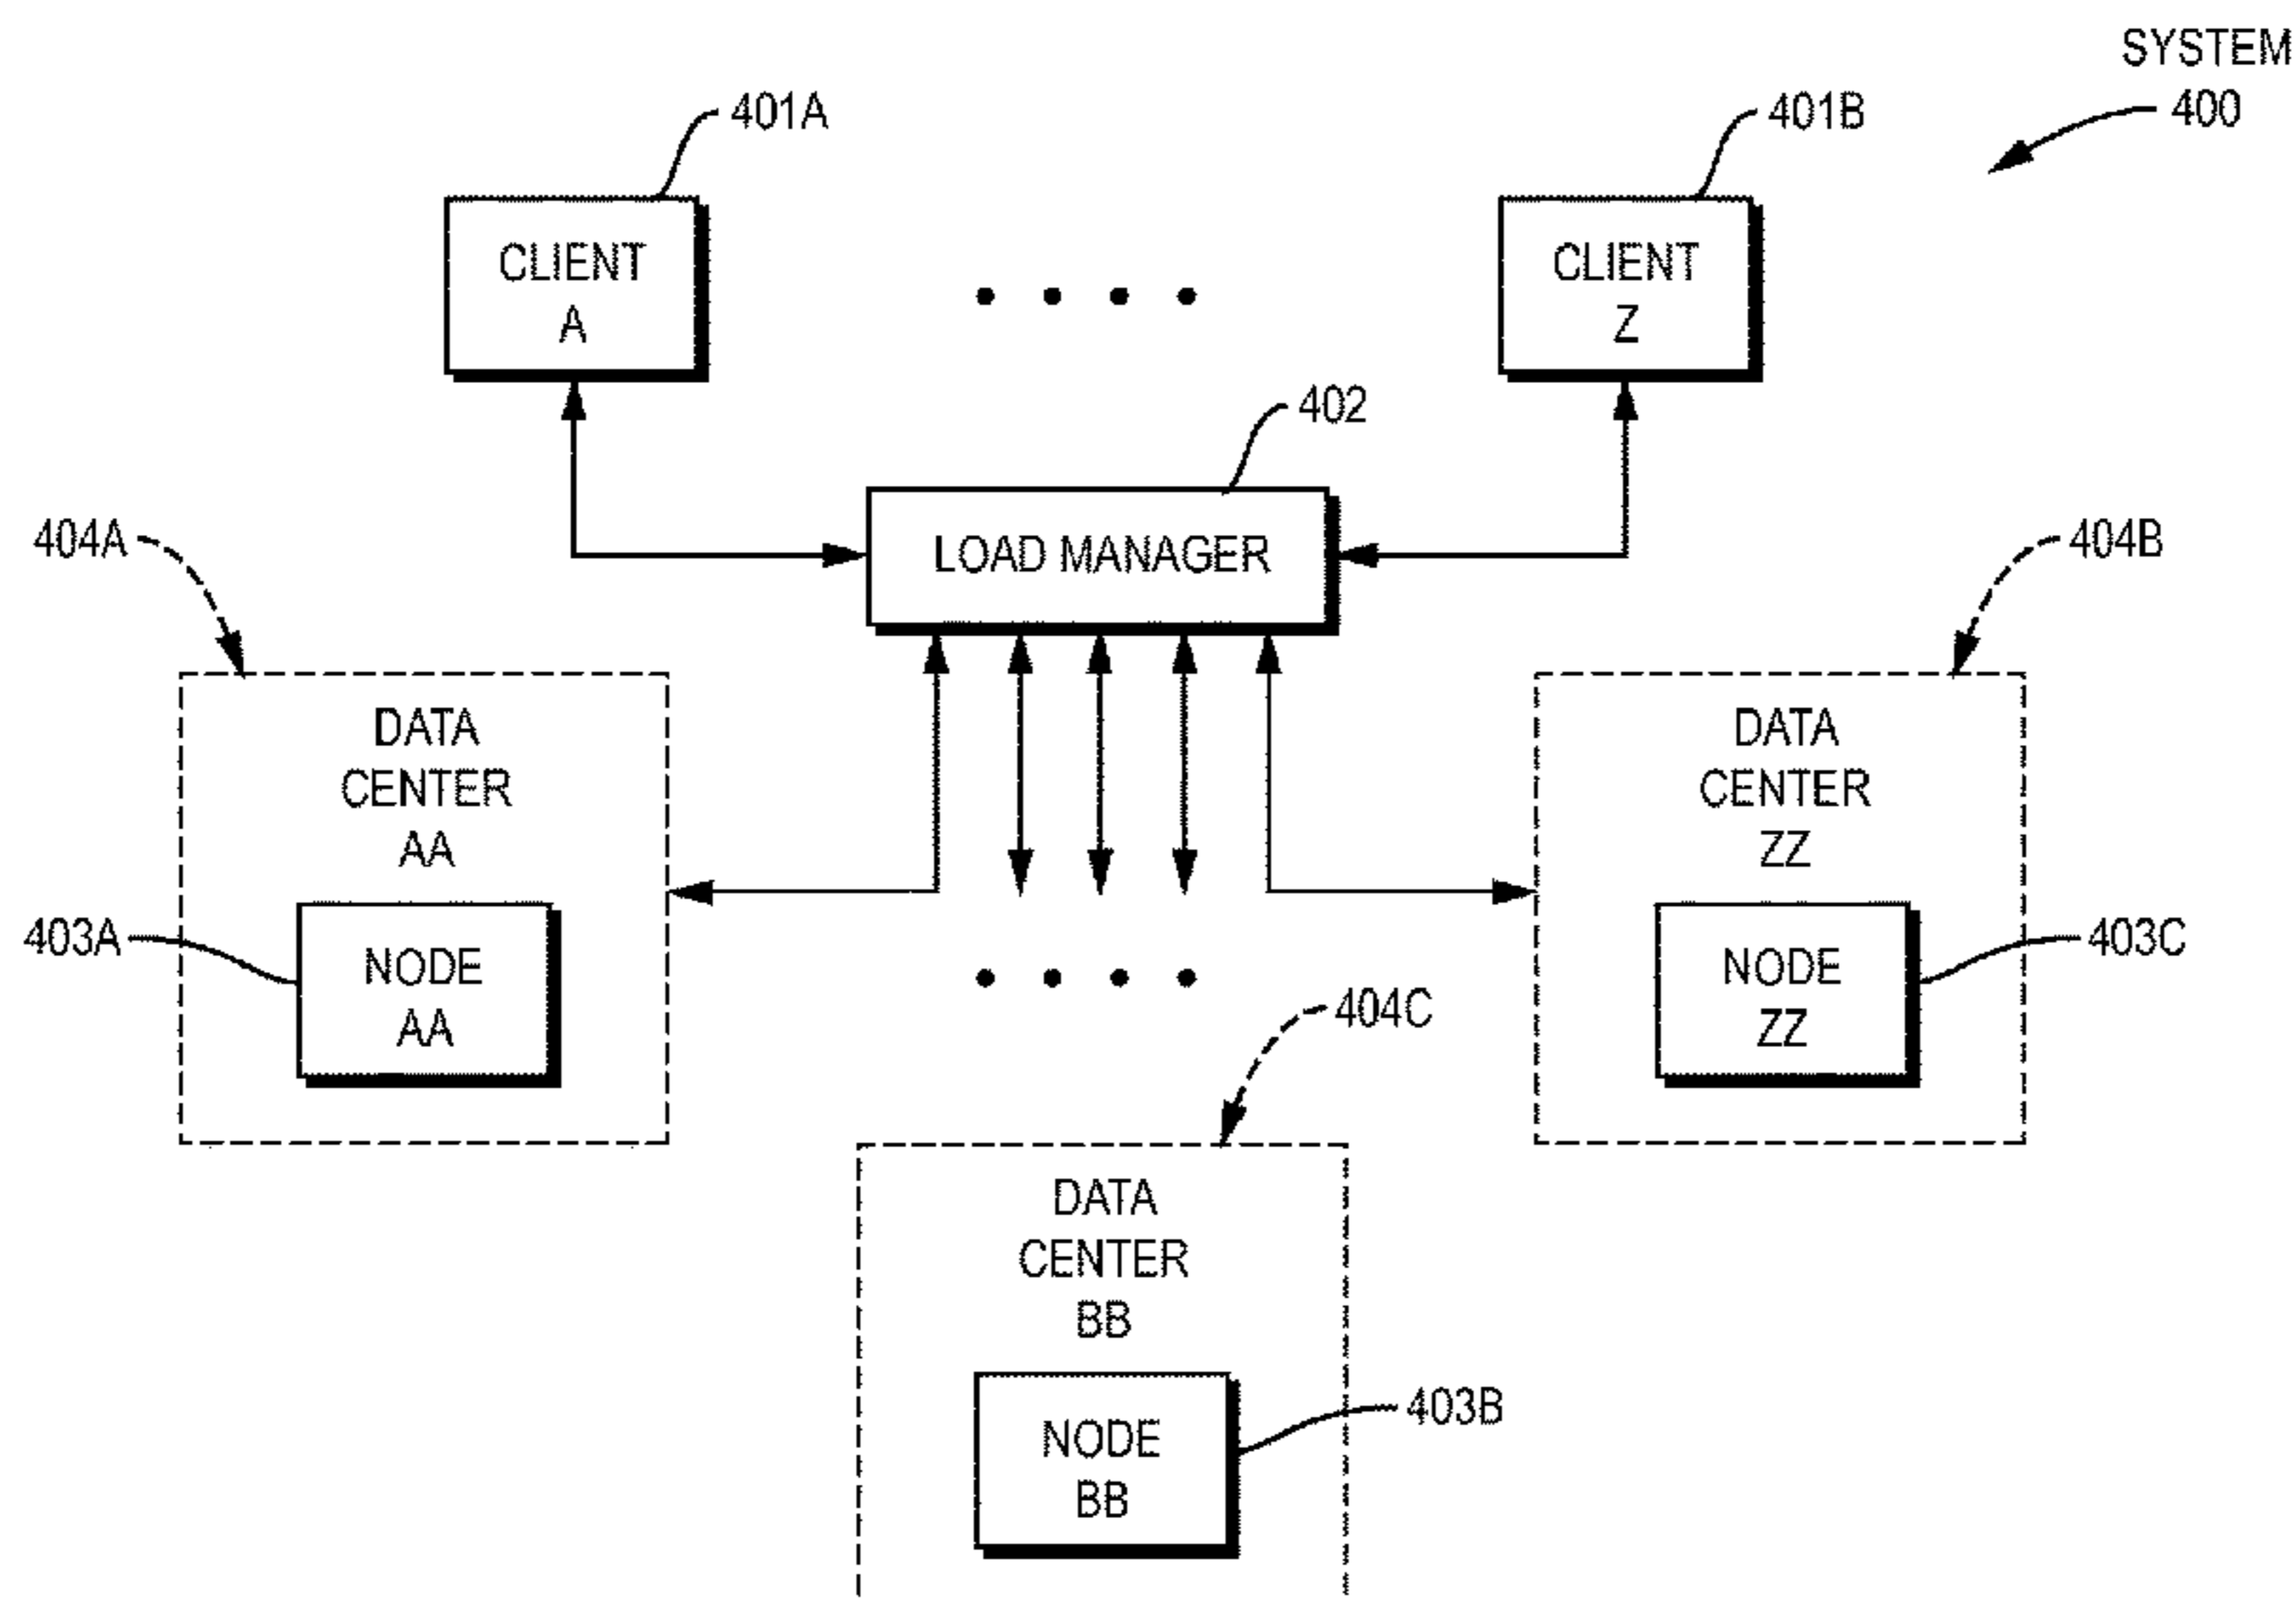 SYSTEM
400
401A
401B
CLIENT
A
CLIENT
Z
402
LOAD MANAGER
404A
404B
DATA
CENTER
AA
DATA
CENTER
ZZ
403A
NODE
AA
NODE
ZZ
403C
404C
DATA
CENTER
BB
NODE
BB
403B